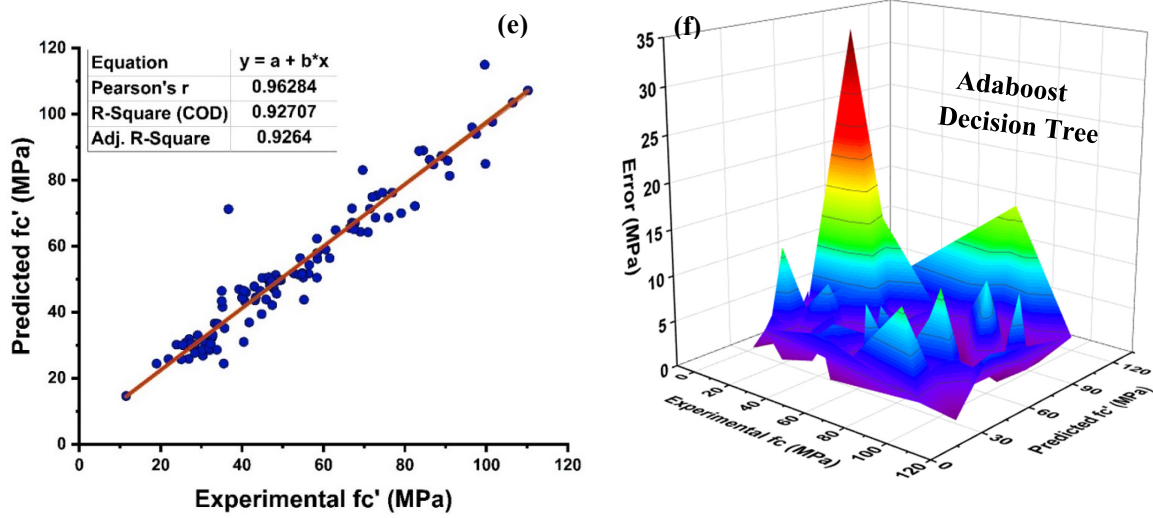 (e)
Predicted fc' (MPa)
120
100
80
60
40
20
0
Equation y = a + b*x
Pearson's r 0.96284
R-Square (COD) 0.92707
Adj. R-Square 0.9264
0 20 40 60 80 100 120
Experimental fc' (MPa)
(f)
Adaboost
Decision Tree
Error (MPa)
35
30
25
20
15
10
5
0
0 20 40 60 80 100 120
Experimental fc' (MPa)
0 30 60 90 120
Predicted fc' (MPa)